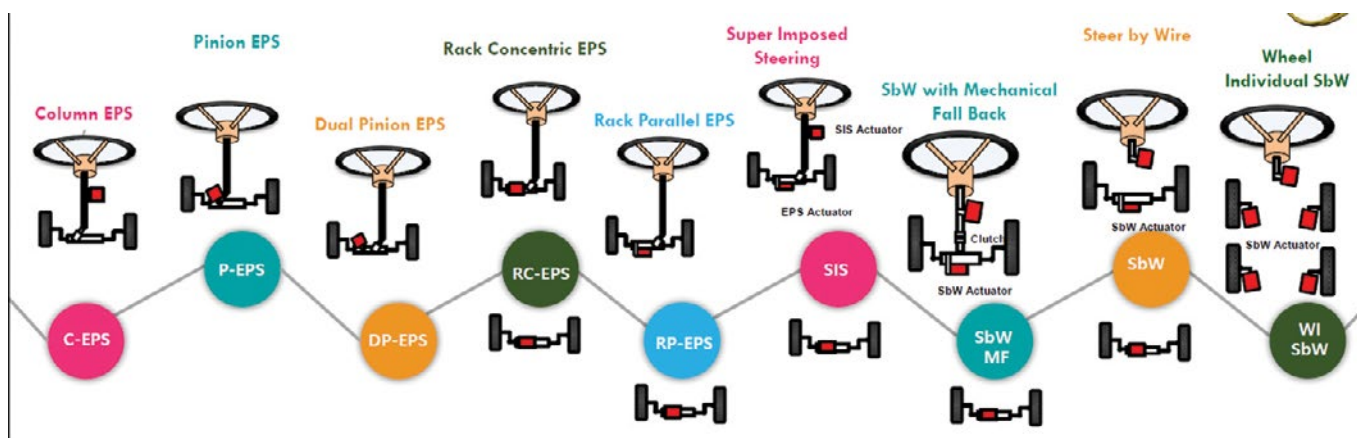 Column EPS
Pinion EPS
Dual Pinion EPS
Rack Concentric EPS
Rack Parallel EPS
Super Imposed
Steering
SIS Actuator
EPS Actuator
SbW with Mechanical
Fall Back
Clutch
SbW Actuator
Steer by Wire
SbW Actuator
Wheel
Individual SbW
SbW Actuator
C-EPS
P-EPS
DP-EPS
RC-EPS
RP-EPS
SIS
SbW
MF
SbW
WI
SbW